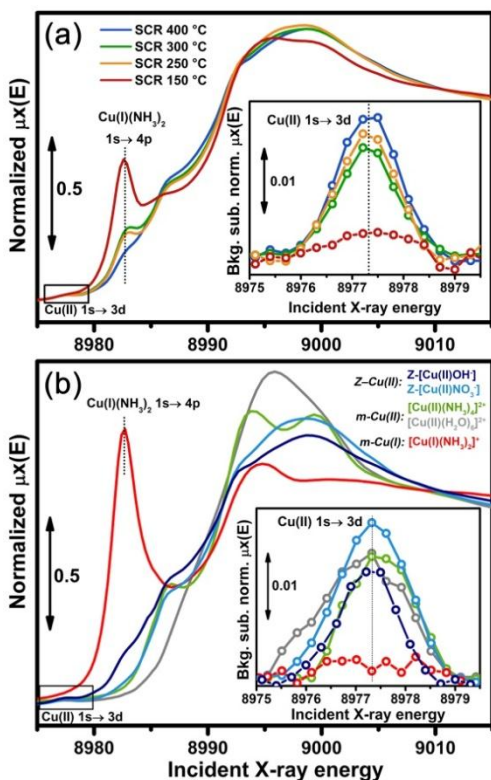 (a)
SCR 400 °C
SCR 300 °C
SCR 250 °C
SCR 150 °C
Cu(I)(NH₃)₂
1s→ 4p
0.5
Normalized μx(E)
Cu(II) 1s→ 3d
Cu(II) 1s→ 3d
0.01
Bkg. sub. norm. μx(E)
8975 8976 8977 8978 8979
Incident X-ray energy
8980 8990 9000 9010
(b)
Z–Cu(II): Z-[Cu(II)OH⁻]
Z-[Cu(II)NO₃⁻]
m-Cu(II): [Cu(II)(NH₃)₄]²⁺
[Cu(II)(H₂O)₆]²⁺
m-Cu(I): [Cu(I)(NH₃)₂]⁺
Cu(I)(NH₃)₂ 1s→ 4p
0.5
Normalized μx(E)
Cu(II) 1s→ 3d
Cu(II) 1s→ 3d
0.01
Bkg. sub. norm. μx(E)
8975 8976 8977 8978 8979
Incident X-ray energy
8980 8990 9000 9010
Incident X-ray energy